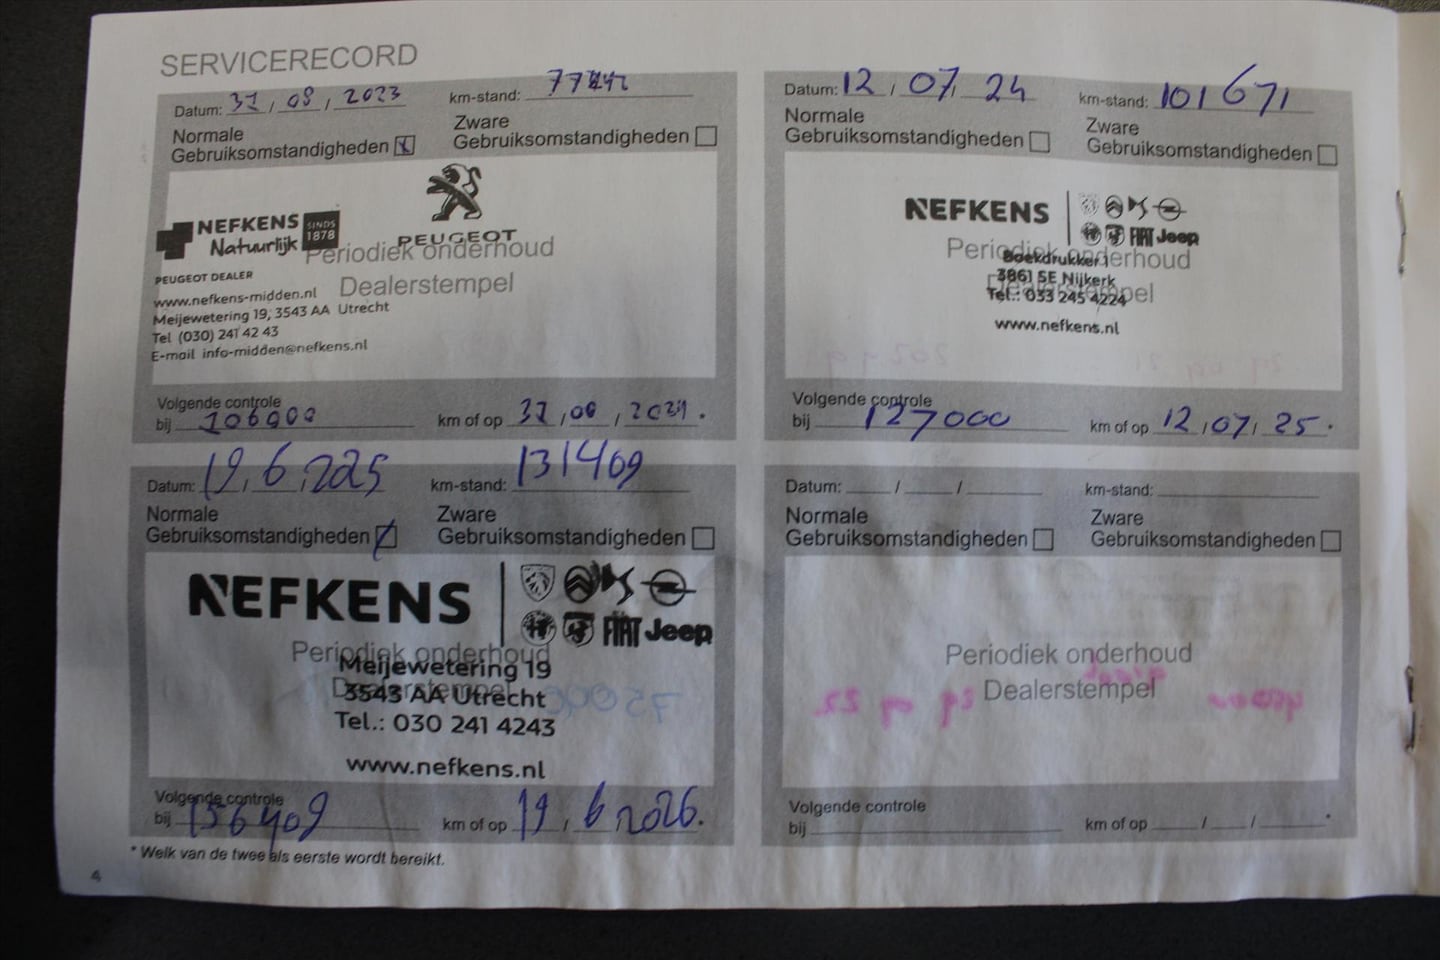 SERVICERECORD
Datum: 31 / 08 / 2023 km-stand:
Normale
Gebruiksomstandigheden
Zware
Gebruiksomstandigheden
NEFKENS SINDS 1878
Natuurlijk
PEUGEOT
Periodiek onderhoud
Dealerstempel
PEUGEOT DEALER
www.nefkens-midden.nl
Meijewetering 19, 3543 AA Utrecht
Tel (030) 241 42 43
E-mail info-midden@nefkens.nl
Volgende controle
bij km of op 31 / 08 / 2024.
Datum: 12 / 07 / 24 km-stand: 101671
Normale
Gebruiksomstandigheden
Zware
Gebruiksomstandigheden
NEFKENS
FIAT Jeep
Periodiek onderhoud
Dealerstempel
Boekdrukker 1
3861 SE Nijkerk
Tel.: 033 245 4224
www.nefkens.nl
Volgende controle
bij 127000 km of op 12 / 07 / 25.
Datum: 19 / 6 / 2025 km-stand: 131409
Normale
Gebruiksomstandigheden
Zware
Gebruiksomstandigheden
NEFKENS
FIAT Jeep
Periodiek onderhoud
Dealerstempel
Meijewetering 19
3543 AA Utrecht
Tel.: 030 241 4243
www.nefkens.nl
Volgende controle
bij 156409 km of op 19 / 6 / 2026.
Datum: / / km-stand:
Normale
Gebruiksomstandigheden
Zware
Gebruiksomstandigheden
Periodiek onderhoud
Dealerstempel
Volgende controle
bij km of op / / .
* Welk van de twee als eerste wordt bereikt.
4